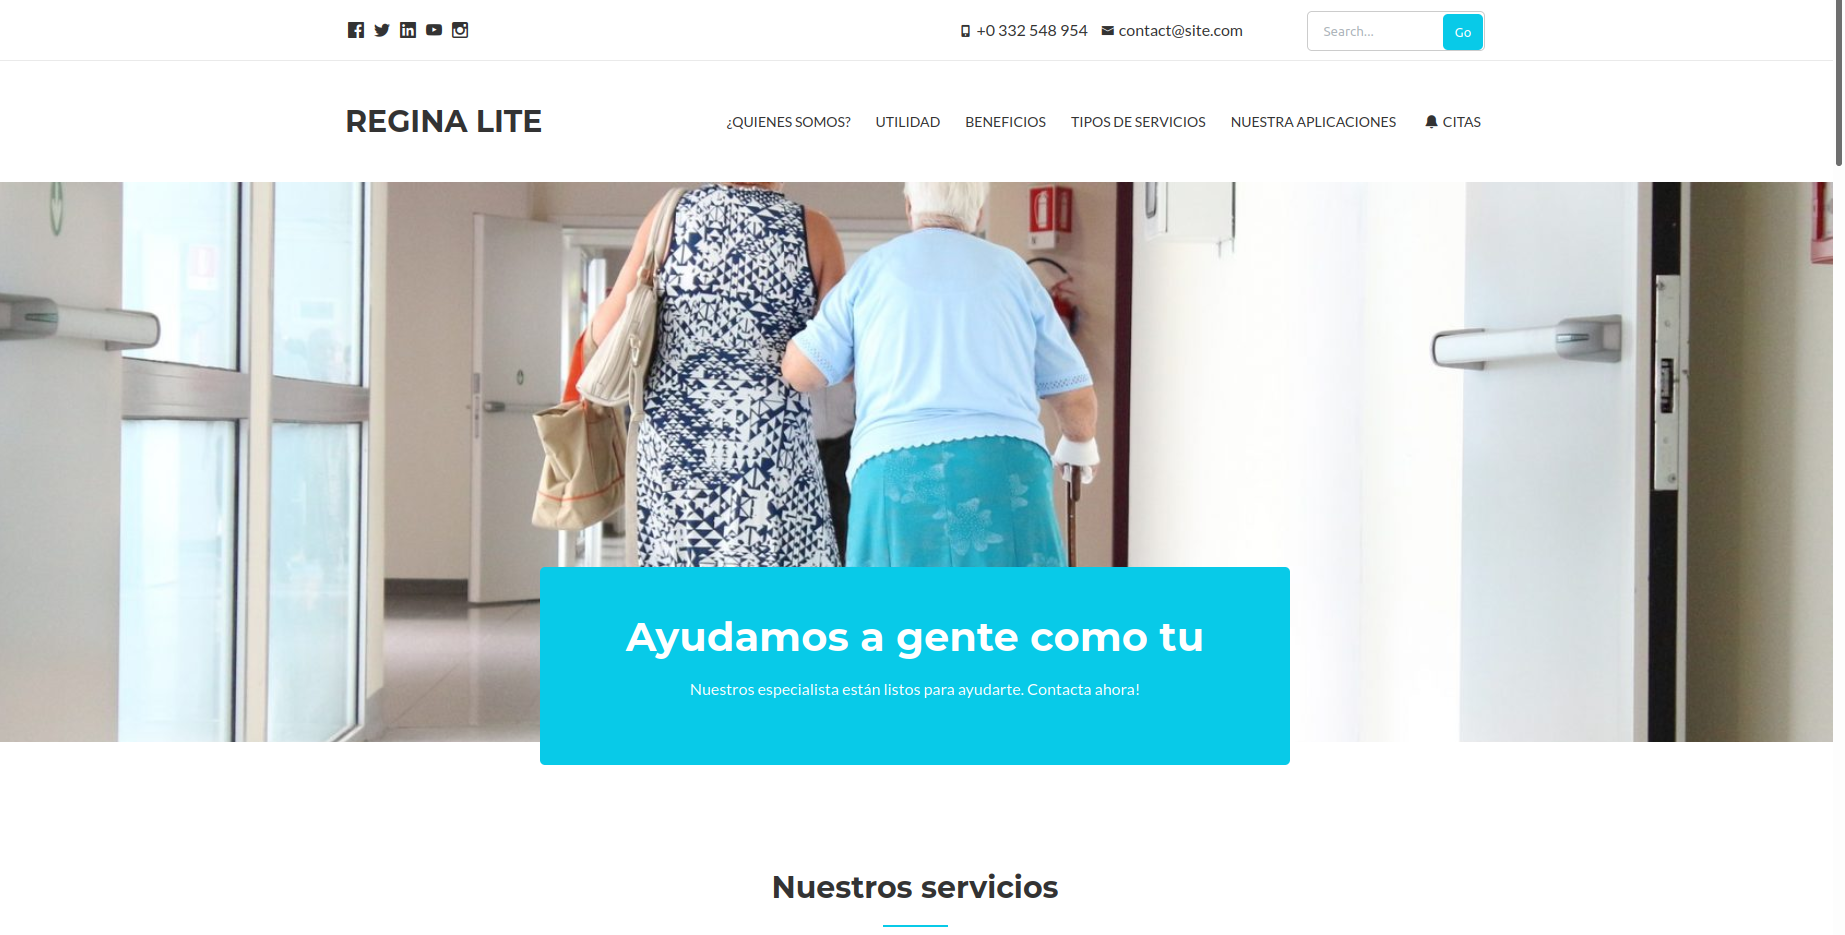 +0 332 548 954 contact@site.com Search... Go
REGINA LITE
¿QUIENES SOMOS? UTILIDAD BENEFICIOS TIPOS DE SERVICIOS NUESTRA APLICACIONES CITAS
Ayudamos a gente como tu
Nuestros especialista están listos para ayudarte. Contacta ahora!
Nuestros servicios